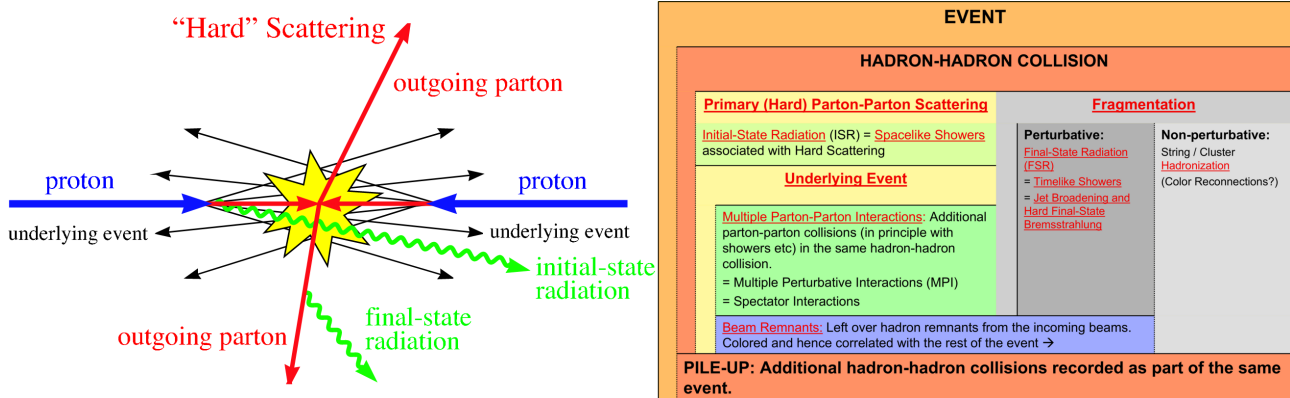 “Hard” Scattering
outgoing parton
proton
proton
underlying event
underlying event
initial-state
radiation
final-state
radiation
outgoing parton
EVENT
HADRON-HADRON COLLISION
Primary (Hard) Parton-Parton Scattering
Initial-State Radiation (ISR) = Spacelike Showers
associated with Hard Scattering
Underlying Event
Multiple Parton-Parton Interactions: Additional
parton-parton collisions (in principle with
showers etc) in the same hadron-hadron
collision.
= Multiple Perturbative Interactions (MPI)
= Spectator Interactions
Beam Remnants: Left over hadron remnants from the incoming beams.
Colored and hence correlated with the rest of the event →
Fragmentation
Perturbative:
Final-State Radiation
(FSR)
= Timelike Showers
= Jet Broadening and
Hard Final-State
Bremsstrahlung
Non-perturbative:
String / Cluster
Hadronization
(Color Reconnections?)
PILE-UP: Additional hadron-hadron collisions recorded as part of the same
event.